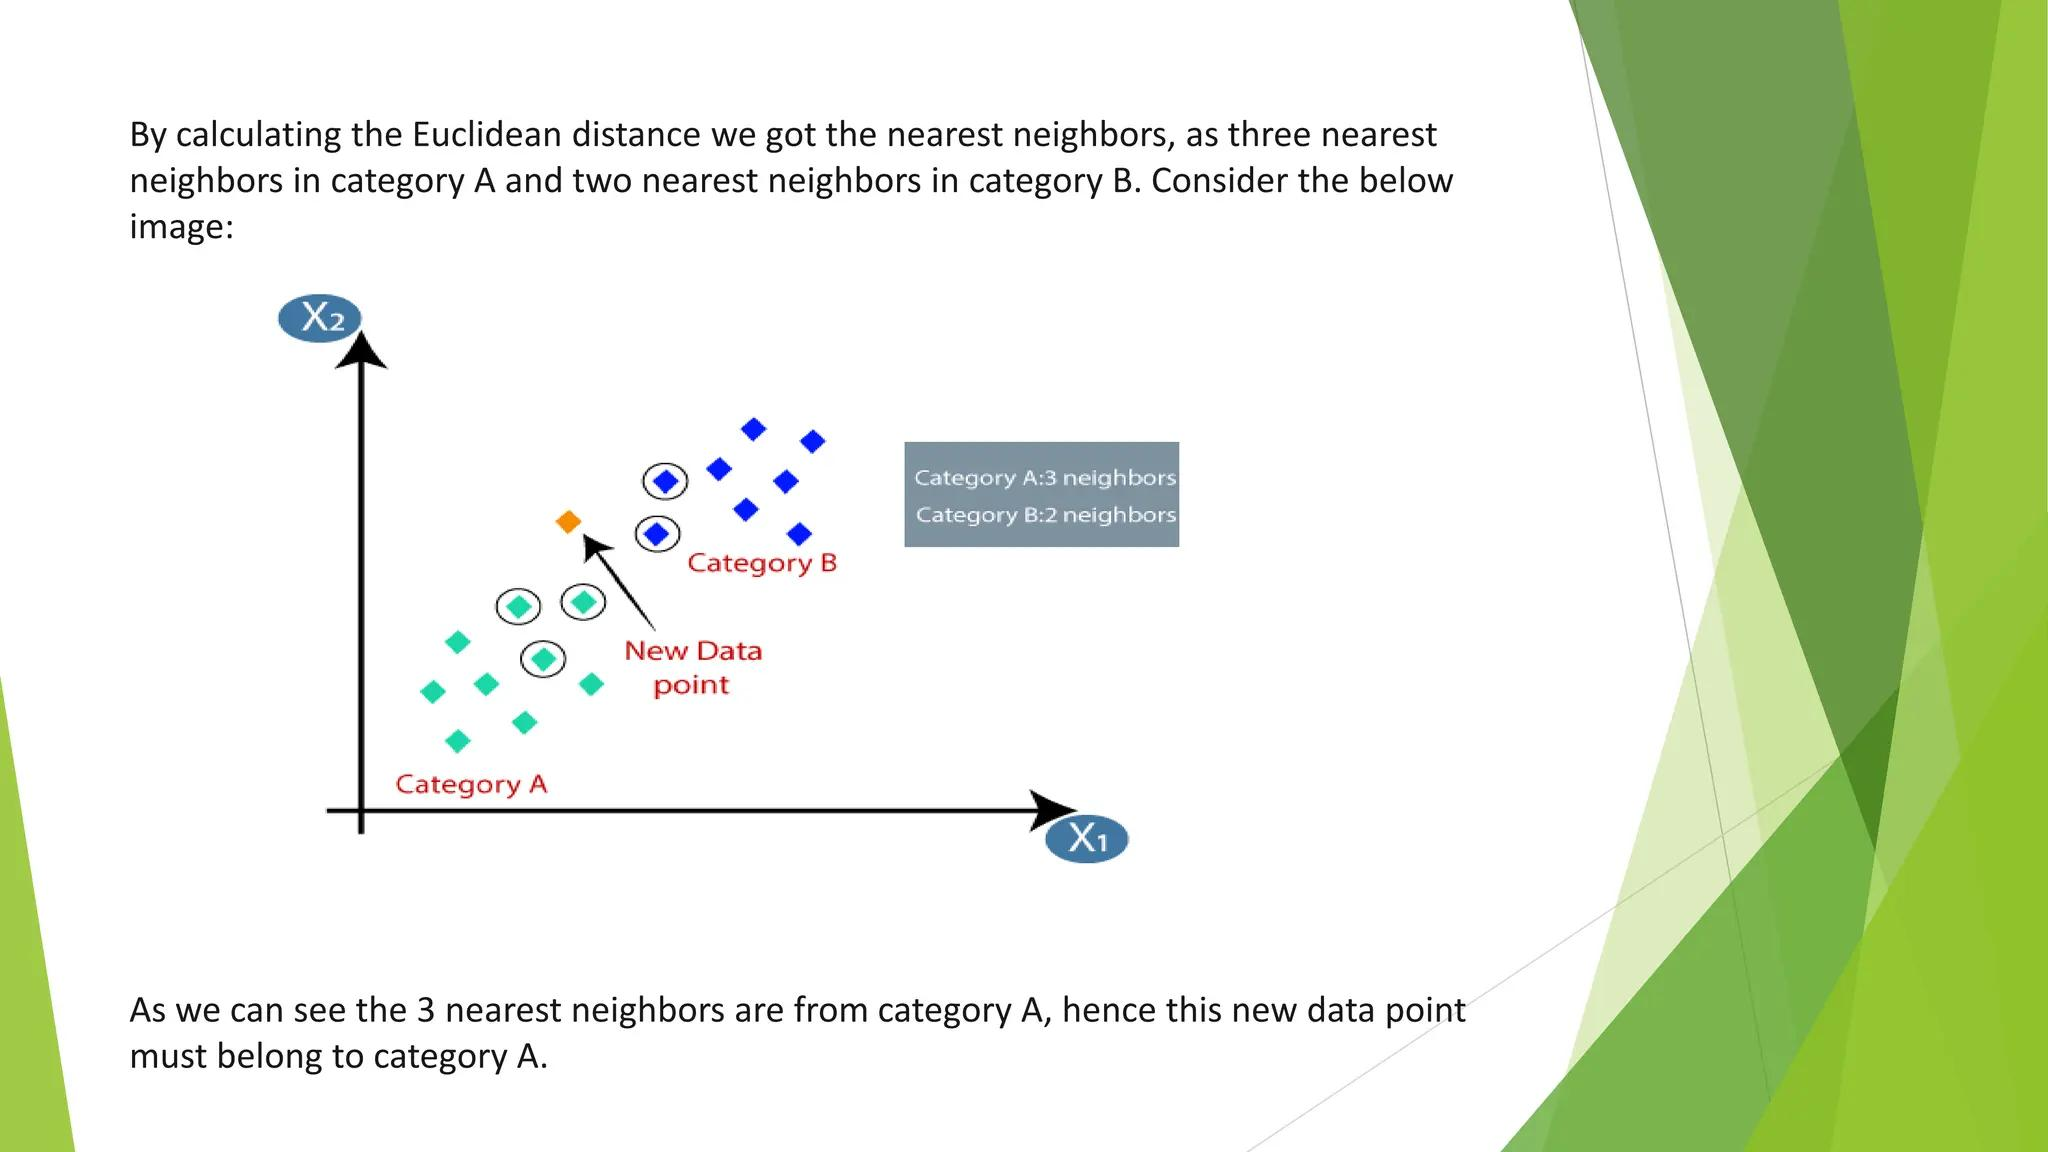 By calculating the Euclidean distance we got the nearest neighbors, as three nearest
neighbors in category A and two nearest neighbors in category B. Consider the below
image:
X₂
Category A:3 neighbors
Category B:2 neighbors
Category B
New Data
point
Category A
X₁
As we can see the 3 nearest neighbors are from category A, hence this new data point
must belong to category A.